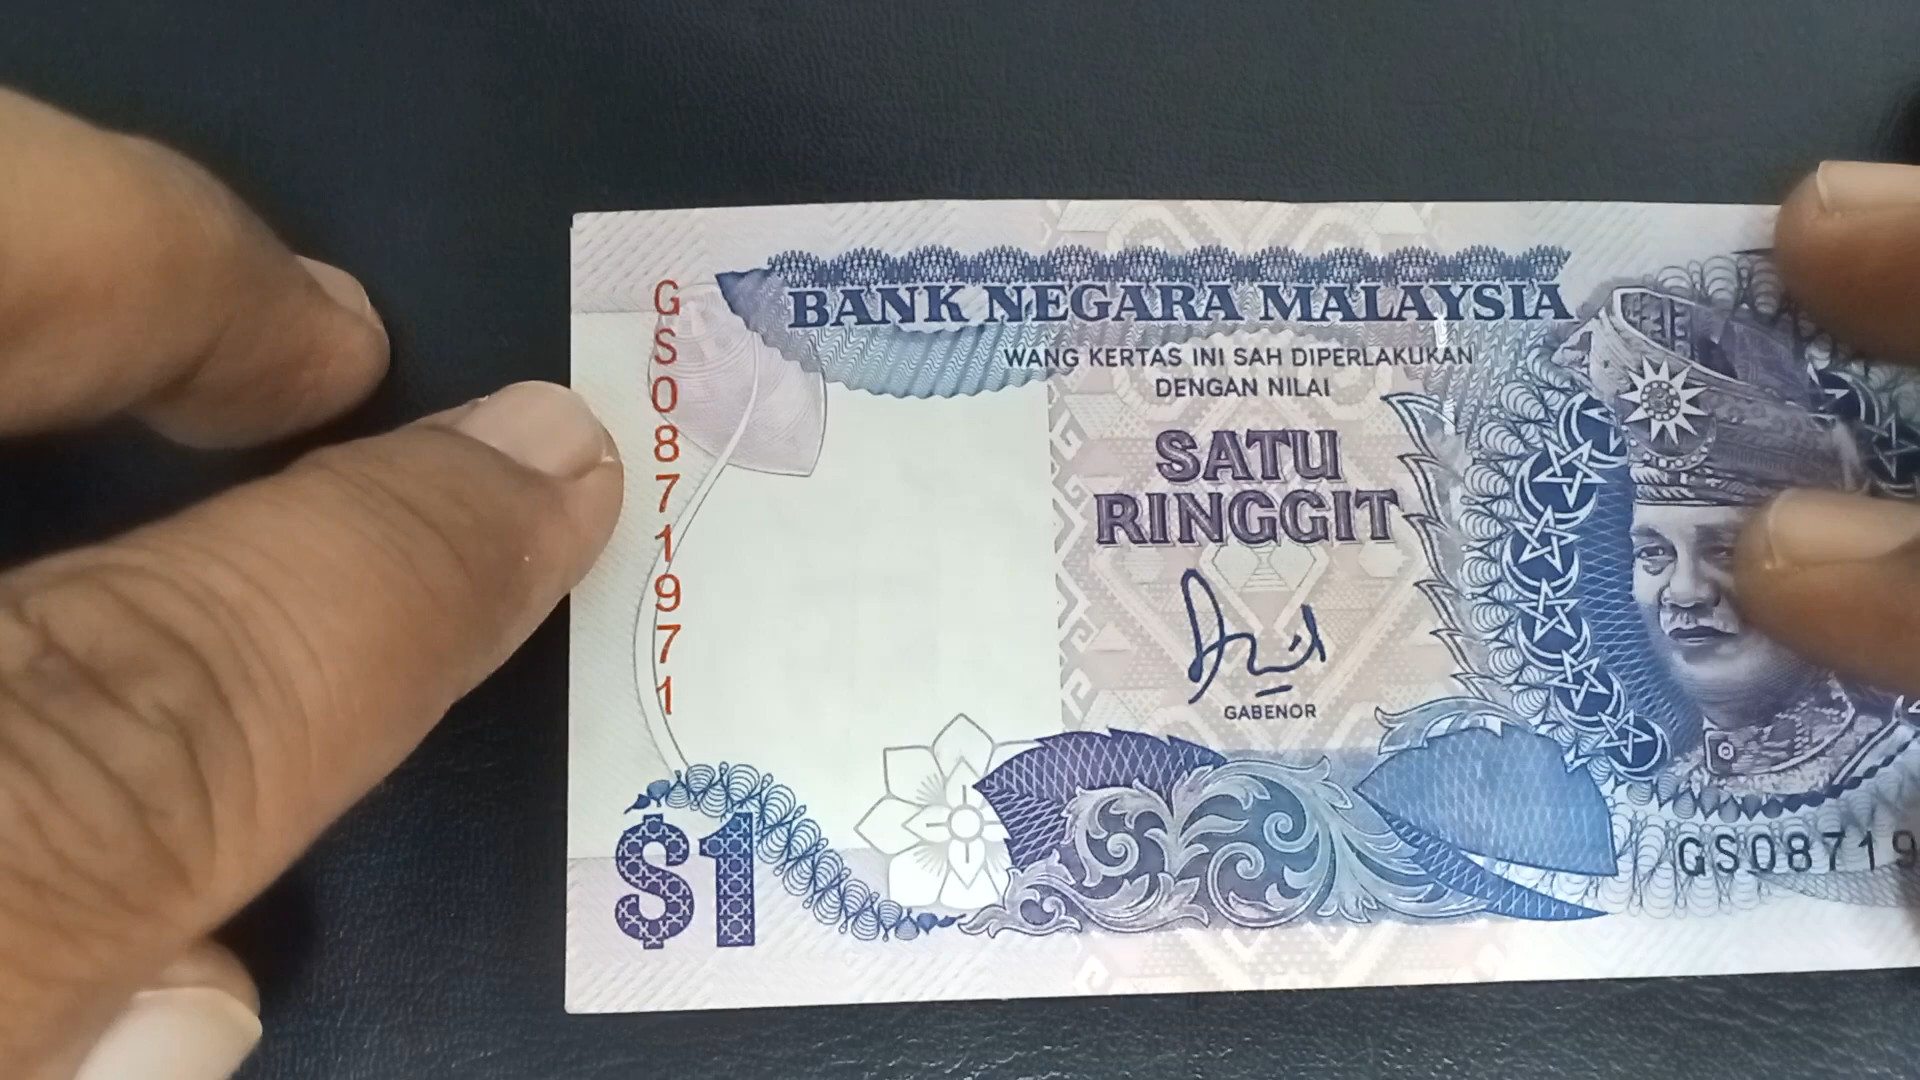 BANK NEGARA MALAYSIA
WANG KERTAS INI SAH DIPERLAKUKAN
DENGAN NILAI
SATU
RINGGIT
GABENOR
GS0871971
$1
GS08719